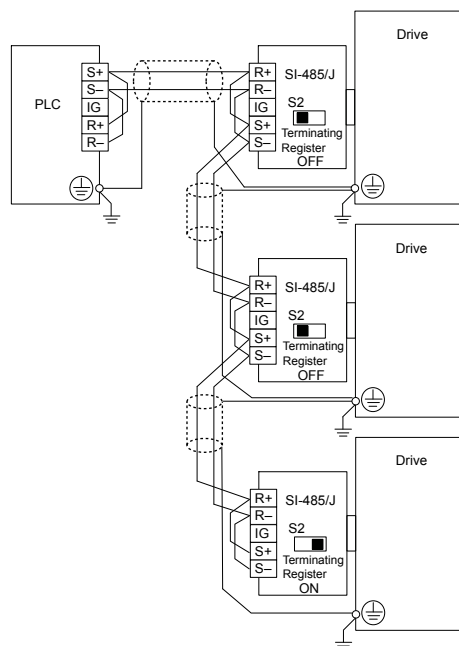 Drive
PLC
S+
S–
IG
R+
R–
R+
R–
IG
S+
S–
SI-485/J
S2
Terminating
Register
OFF
Drive
R+
R–
IG
S+
S–
SI-485/J
S2
Terminating
Register
OFF
Drive
R+
R–
IG
S+
S–
SI-485/J
S2
Terminating
Register
ON